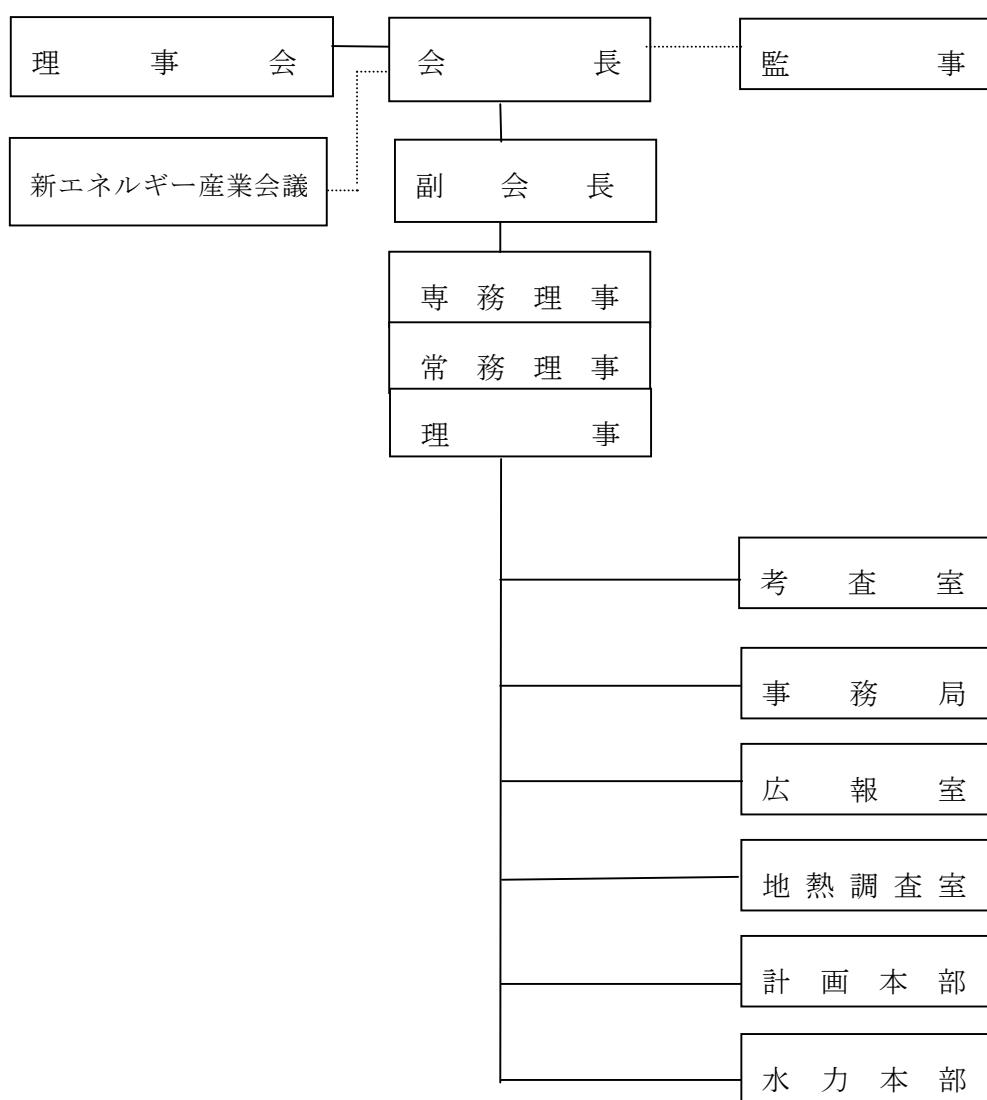 理事会
会長
監事
新エネルギー産業会議
副会長
専務理事
常務理事
理事
考査室
事務局
広報室
地熱調査室
計画本部
水力本部